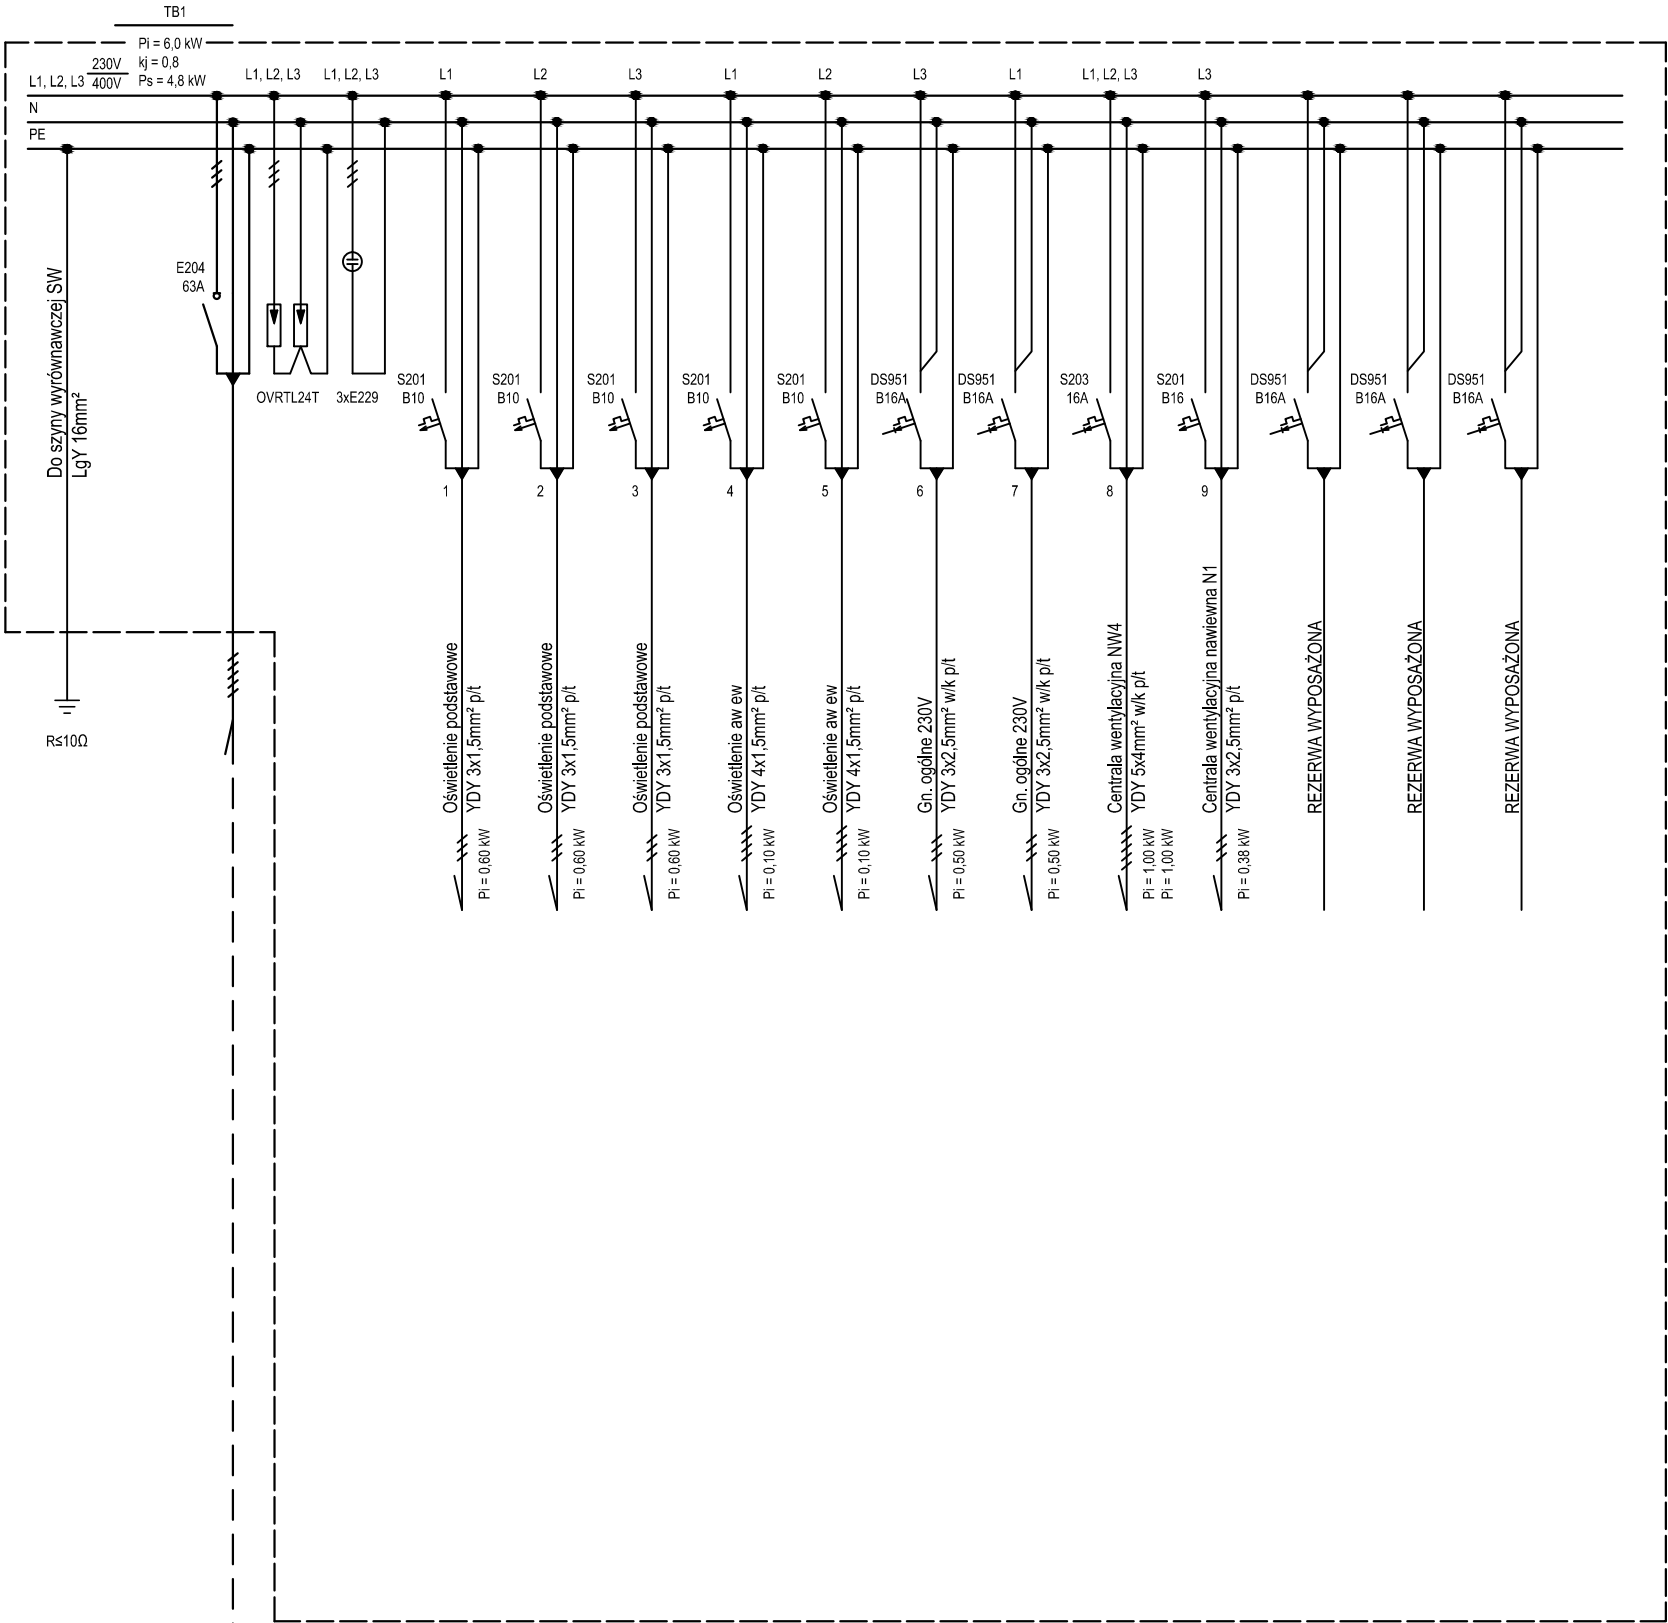 TB1
Pi = 6,0 kW
kj = 0,8
Ps = 4,8 kW
230V
400V
L1, L2, L3
N
PE
L1, L2, L3
L1, L2, L3
L1
L2
L3
L1
L2
L3
L1
L1, L2, L3
L3
Do szyny wyrównawczej SW
LgY 16mm²
R≤10Ω
E204
63A
OVRTL24T
3xE229
S201
B10
S201
B10
S201
B10
S201
B10
S201
B10
DS951
B16A
DS951
B16A
S203
16A
S201
B16
DS951
B16A
DS951
B16A
DS951
B16A
1
2
3
4
5
6
7
8
9
Oświetlenie podstawowe
YDY 3x1,5mm² p/t
Pi = 0,60 kW
Oświetlenie podstawowe
YDY 3x1,5mm² p/t
Pi = 0,60 kW
Oświetlenie podstawowe
YDY 3x1,5mm² p/t
Pi = 0,60 kW
Oświetlenie aw ew
YDY 4x1,5mm² p/t
Pi = 0,10 kW
Oświetlenie aw ew
YDY 4x1,5mm² p/t
Pi = 0,10 kW
Gn. ogólne 230V
YDY 3x2,5mm² w/k p/t
Pi = 0,50 kW
Gn. ogólne 230V
YDY 3x2,5mm² w/k p/t
Pi = 0,50 kW
Centrala wentylacyjna NW4
YDY 5x4mm² w/k p/t
Pi = 1,00 kW
Pi = 1,00 kW
Centrala wentylacyjna nawiewna N1
YDY 3x2,5mm² p/t
Pi = 0,38 kW
REZERWA WYPOSAŻONA
REZERWA WYPOSAŻONA
REZERWA WYPOSAŻONA